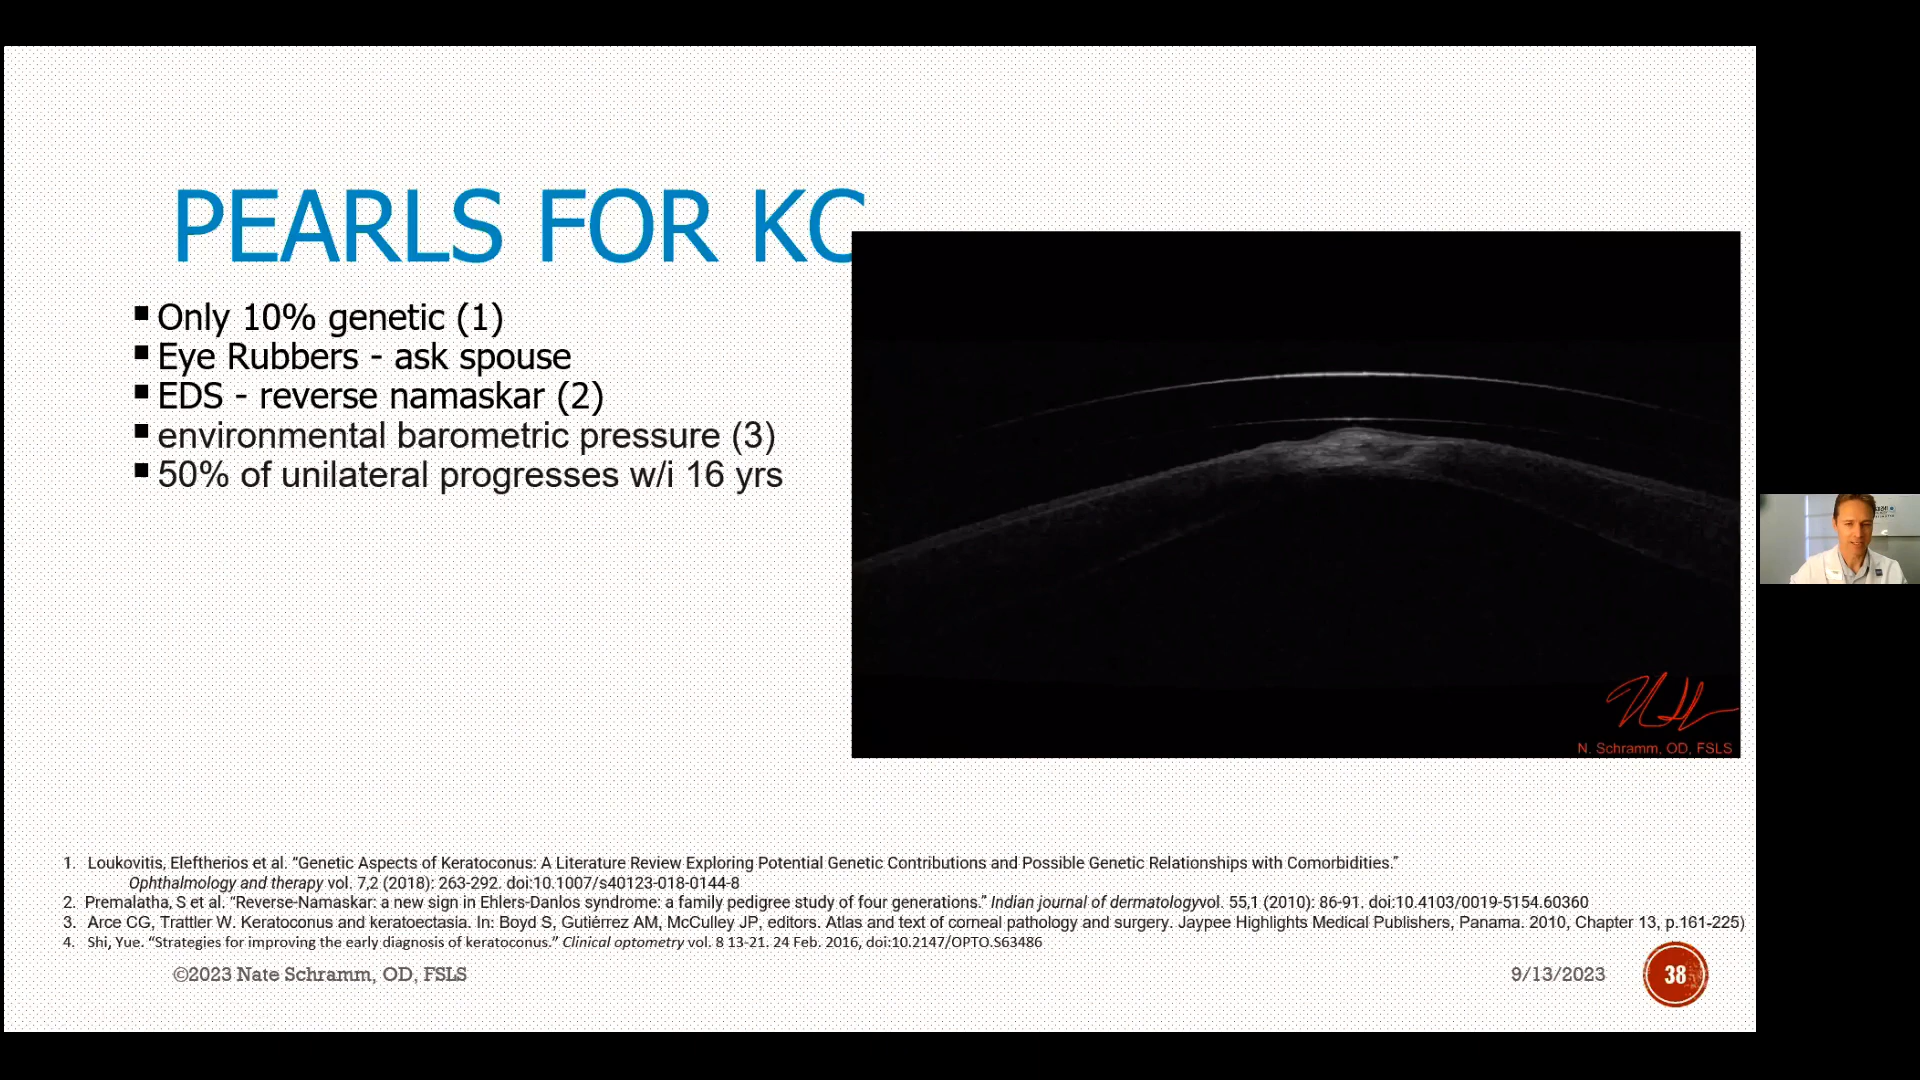 PEARLS FOR KC
Only 10% genetic (1)
Eye Rubbers - ask spouse
EDS - reverse namaskar (2)
environmental barometric pressure (3)
50% of unilateral progresses w/i 16 yrs
N. Schramm, OD, FSLS
1. Loukovitis, Eleftherios et al. “Genetic Aspects of Keratoconus: A Literature Review Exploring Potential Genetic Contributions and Possible Genetic Relationships with Comorbidities.”
Ophthalmology and therapy vol. 7,2 (2018): 263-292. doi:10.1007/s40123-018-0144-8
2. Premalatha, S et al. “Reverse-Namaskar: a new sign in Ehlers-Danlos syndrome: a family pedigree study of four generations.” Indian journal of dermatologyvol. 55,1 (2010): 86-91. doi:10.4103/0019-5154.60360
3. Arce CG, Trattler W. Keratoconus and keratoectasia. In: Boyd S, Gutiérrez AM, McCulley JP, editors. Atlas and text of corneal pathology and surgery. Jaypee Highlights Medical Publishers, Panama. 2010, Chapter 13, p.161-225)
4. Shi, Yue. “Strategies for improving the early diagnosis of keratoconus.” Clinical optometry vol. 8 13-21. 24 Feb. 2016, doi:10.2147/OPTO.S63486
©2023 Nate Schramm, OD, FSLS
9/13/2023
38